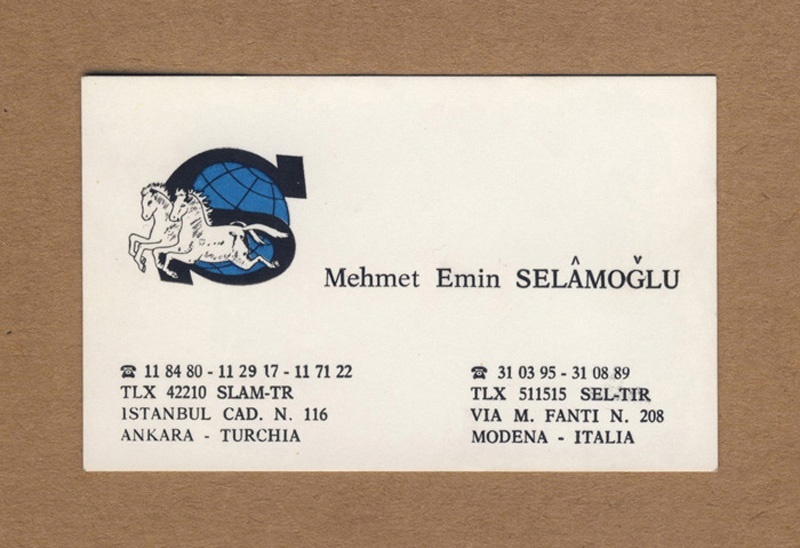 Mehmet Emin SELÂMOĞLU
☎ 11 84 80 - 11 29 17 - 11 71 22
TLX 42210 SLAM-TR
ISTANBUL CAD. N. 116
ANKARA - TURCHIA
☎ 31 03 95 - 31 08 89
TLX 511515 SEL-TIR
VIA M. FANTI N. 208
MODENA - ITALIA